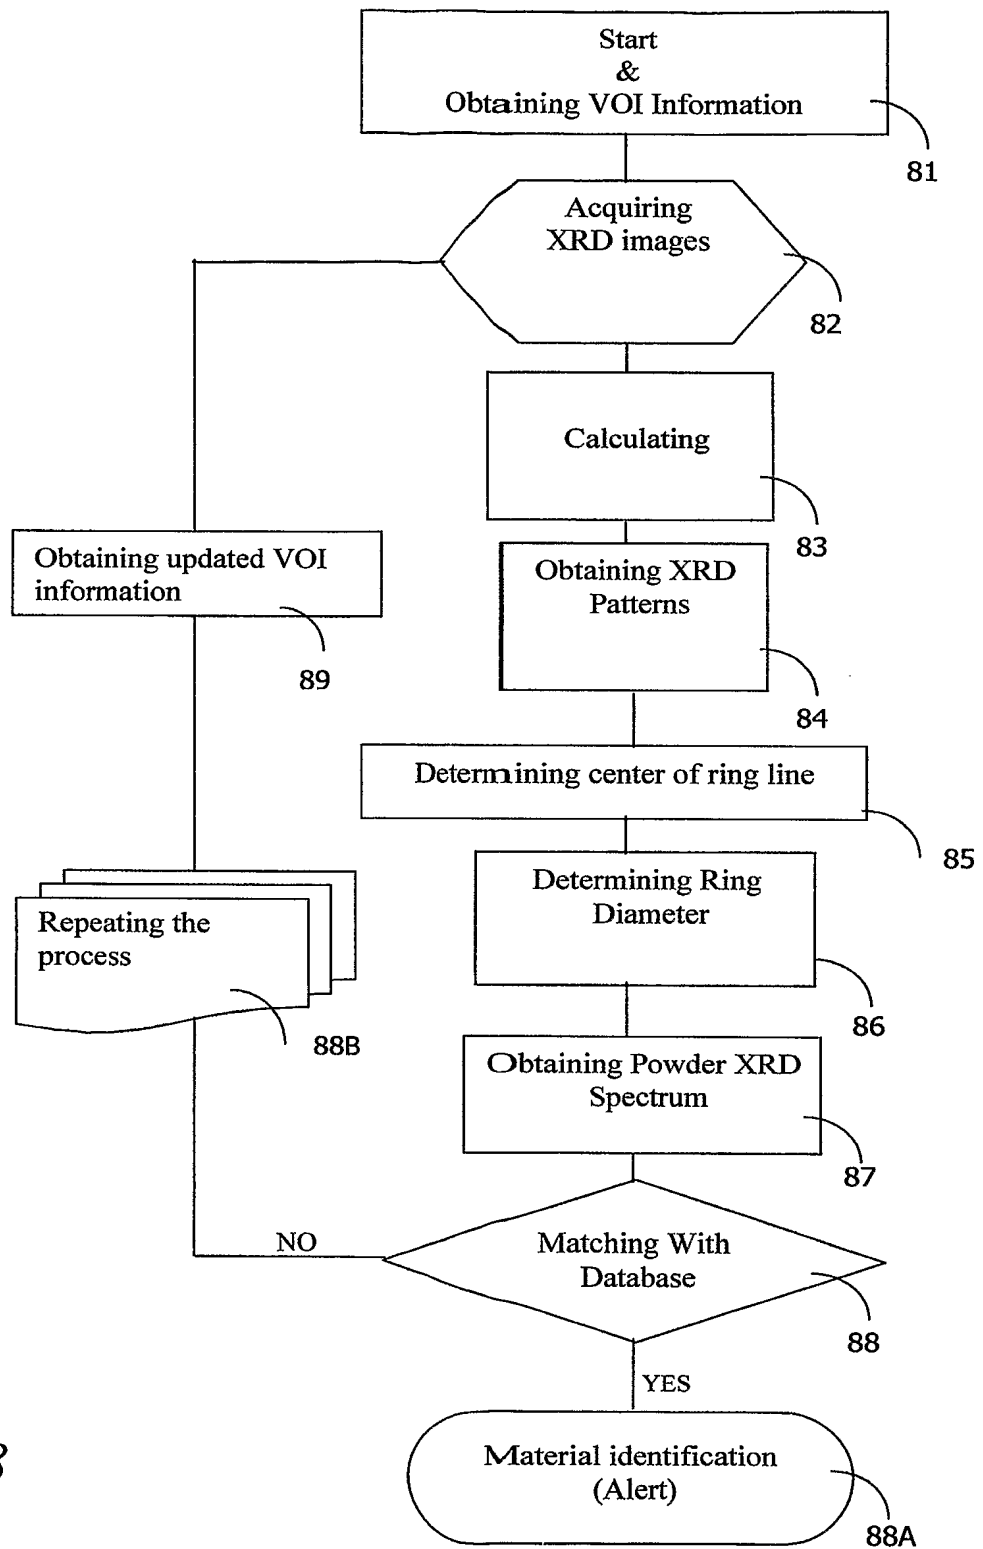 Start
&
Obtaining VOI Information
81
Acquiring
XRD images
82
Calculating
83
Obtaining updated VOI
information
89
Obtaining XRD
Patterns
84
Determining center of ring line
85
Determining Ring
Diameter
86
Repeating the
process
88B
Obtaining Powder XRD
Spectrum
87
NO
Matching With
Database
88
YES
Material identification
(Alert)
88A